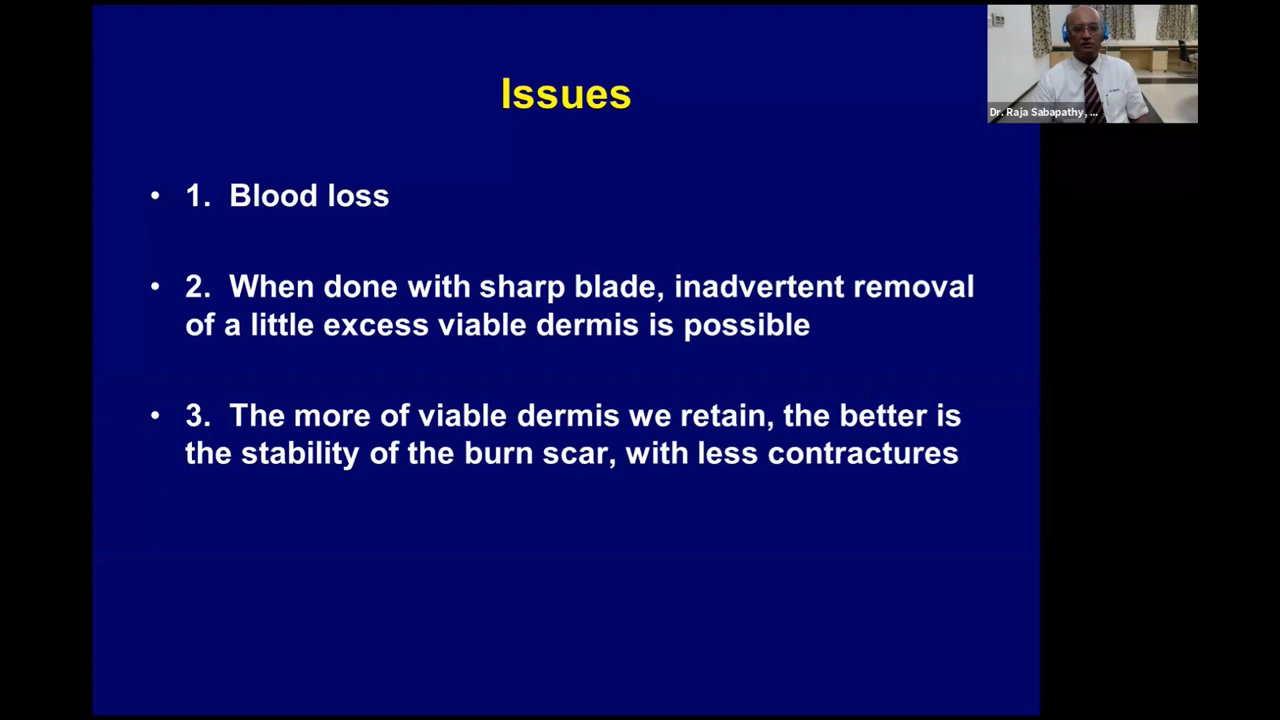 Issues
Dr. Raja Sabapathy, ...
• 1. Blood loss
• 2. When done with sharp blade, inadvertent removal
of a little excess viable dermis is possible
• 3. The more of viable dermis we retain, the better is
the stability of the burn scar, with less contractures